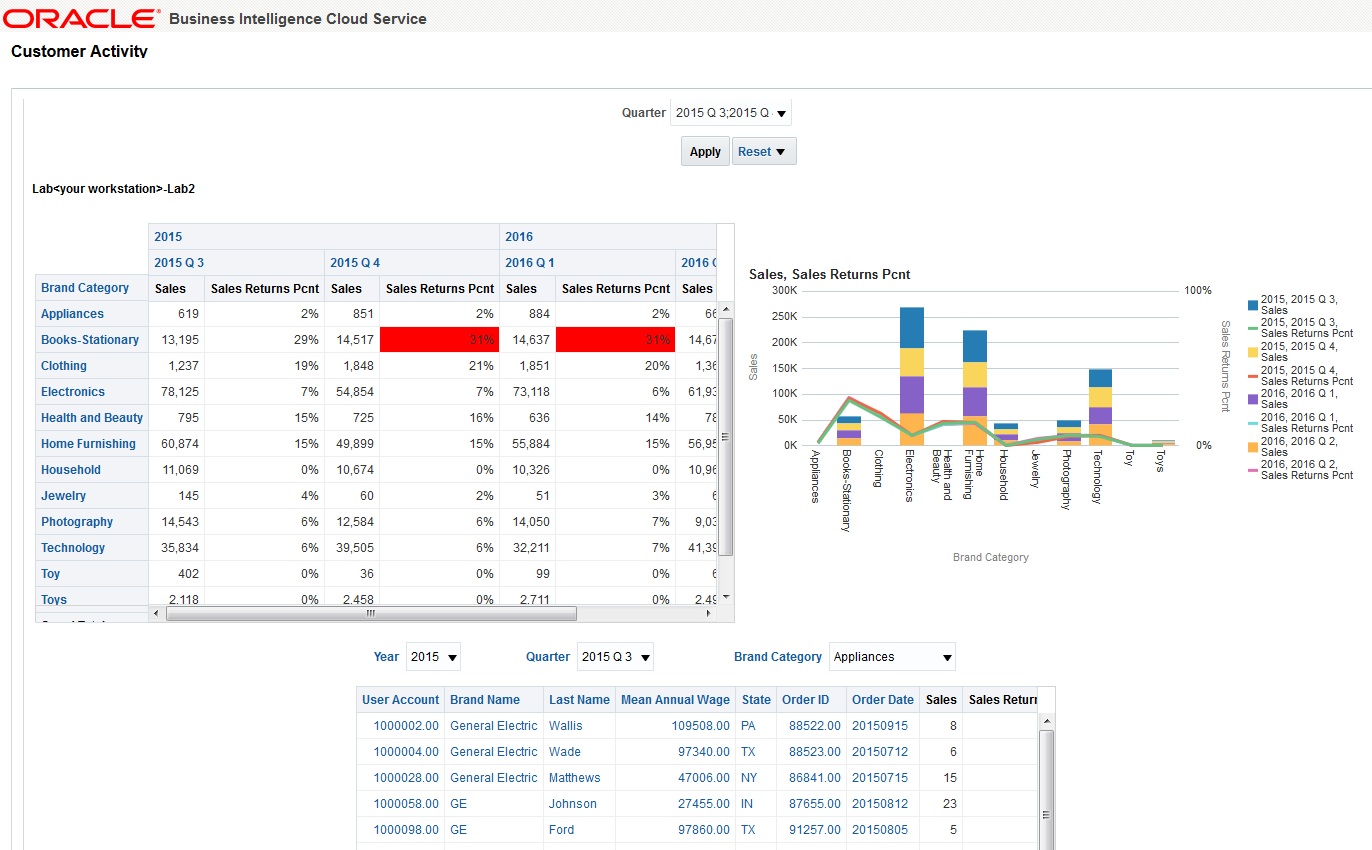 ORACLE Business Intelligence Cloud Service
Customer Activity
Quarter 2015 Q 3;2015 Q
Apply Reset
Lab<your workstation>-Lab2
2015 2016
2015 Q 3 2015 Q 4 2016 Q 1 2016
Brand Category Sales Sales Returns Pcnt Sales Sales Returns Pcnt Sales Sales Returns Pcnt Sales
Appliances 619 2% 851 2% 884 2%
Books-Stationary 13,195 29% 14,517 31% 14,637 31% 14,67
Clothing 1,237 19% 1,848 21% 1,851 20% 1,36
Electronics 78,125 7% 54,854 7% 73,118 6% 61,93
Health and Beauty 795 15% 725 16% 636 14% 78
Home Furnishing 60,874 15% 49,899 15% 55,884 15% 56,95
Household 11,069 0% 10,674 0% 10,326 0% 10,96
Jewelry 145 4% 60 2% 51 3%
Photography 14,543 6% 12,584 6% 14,050 7% 9,03
Technology 35,834 6% 39,505 6% 32,211 7% 41,39
Toy 402 0% 36 0% 99 0%
Toys 2,118 0% 2,458 0% 2,711 0% 2,49
Sales, Sales Returns Pcnt
300K
250K
200K
150K
100K
50K
0K
Sales
100%
0%
Sales Returns Pcnt
Appliances
Books-Stationary
Clothing
Electronics
Health and
Beauty
Home
Furnishing
Household
Jewelry
Photography
Technology
Toy
Toys
Brand Category
2015, 2015 Q 3,
Sales
2015, 2015 Q 3,
Sales Returns Pcnt
2015, 2015 Q 4,
Sales
2015, 2015 Q 4,
Sales Returns Pcnt
2016, 2016 Q 1,
Sales
2016, 2016 Q 1,
Sales Returns Pcnt
2016, 2016 Q 2,
Sales
2016, 2016 Q 2,
Sales Returns Pcnt
Year 2015 Quarter 2015 Q 3 Brand Category Appliances
User Account Brand Name Last Name Mean Annual Wage State Order ID Order Date Sales Sales Return
1000002.00 General Electric Wallis 109508.00 PA 88522.00 20150915 8
1000004.00 General Electric Wade 97340.00 TX 88523.00 20150712 6
1000028.00 General Electric Matthews 47006.00 NY 86841.00 20150715 15
1000058.00 GE Johnson 27455.00 IN 87655.00 20150812 23
1000098.00 GE Ford 97860.00 TX 91257.00 20150805 5